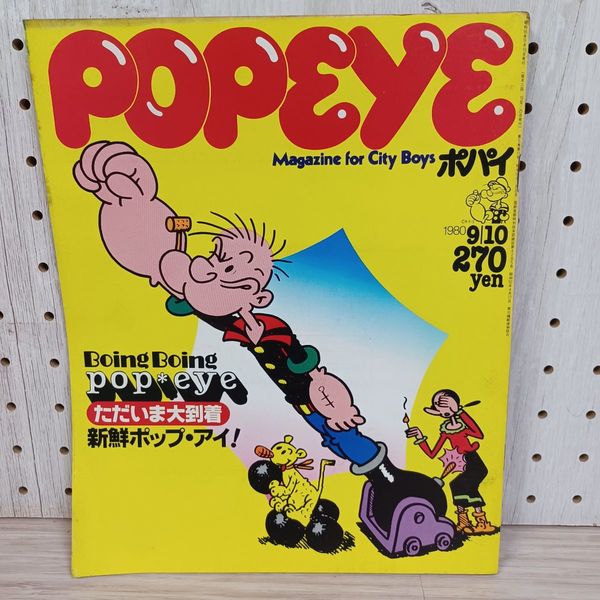 POPEYE
Magazine for City Boys ポパイ
1980 9|10
270
yen
Boing Boing
pop*eye
ただいま大到着
新鮮ポップ・アイ!